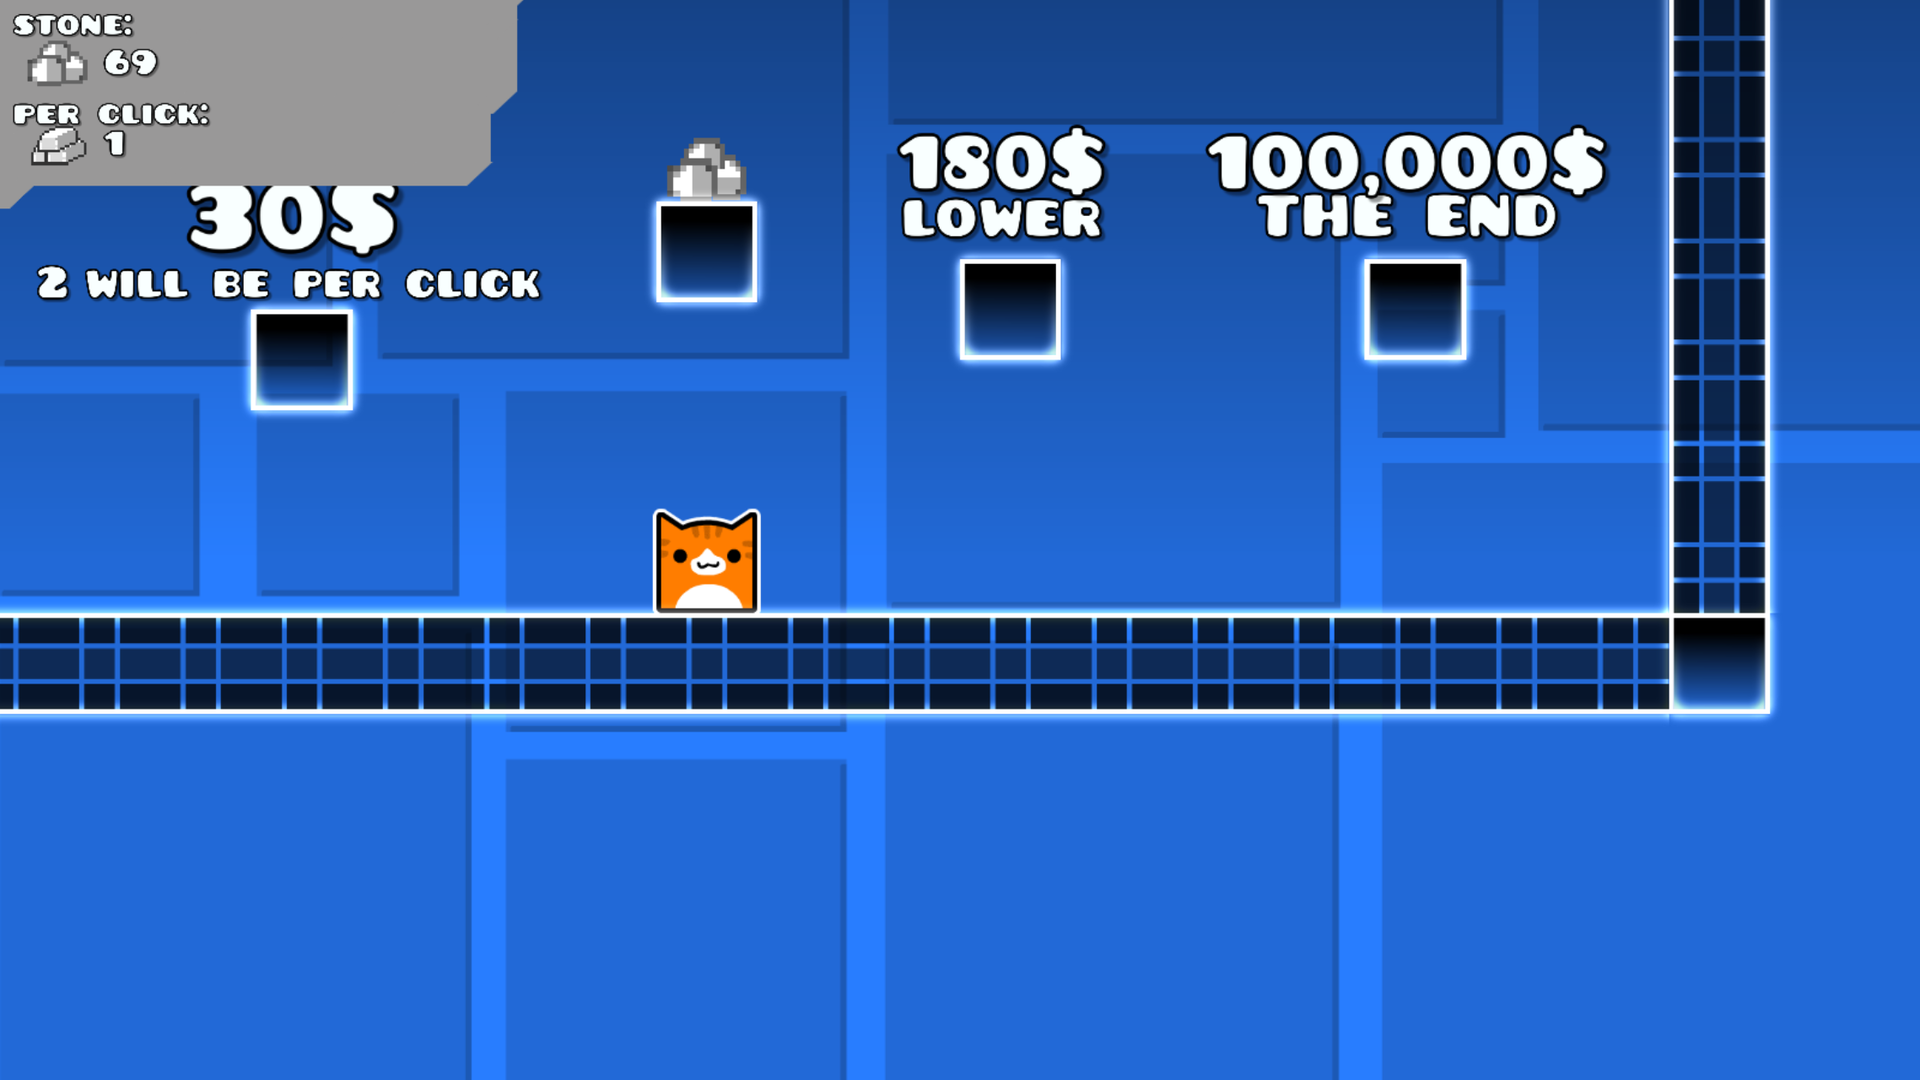 STONE:
69
PER CLICK:
1
30$
2 WILL BE PER CLICK
180$
LOWER
100,000$
THE END